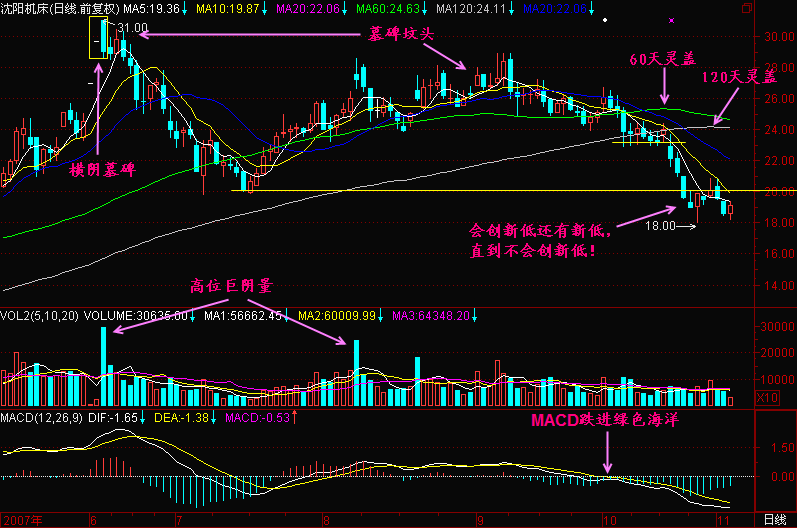 沈阳机床(日线.前复权) MA5:19.36↓ MA10:19.87↓ MA20:22.06↓ MA60:24.63↓ MA120:24.11↓ MA20:22.06↓
31.00
墓碑坟头
60天灵盖
120天灵盖
横阴墓碑
30.00
28.00
26.00
24.00
22.00
20.00
18.00
16.00
14.00
会创新低还有新低,
直到不会创新低!
18.00→
高位巨阴量
VOL2(5,10,20) VOLUME:30635.00↓ MA1:56662.45↓ MA2:60009.99↓ MA3:64348.20↓
30000
20000
10000
X10
MACD(12,26,9) DIF:-1.65↓ DEA:-1.38↓ MACD:-0.53↑
MACD跌进绿色海洋
1.50
0.00
2007年 6 7 8 9 10 11 日线